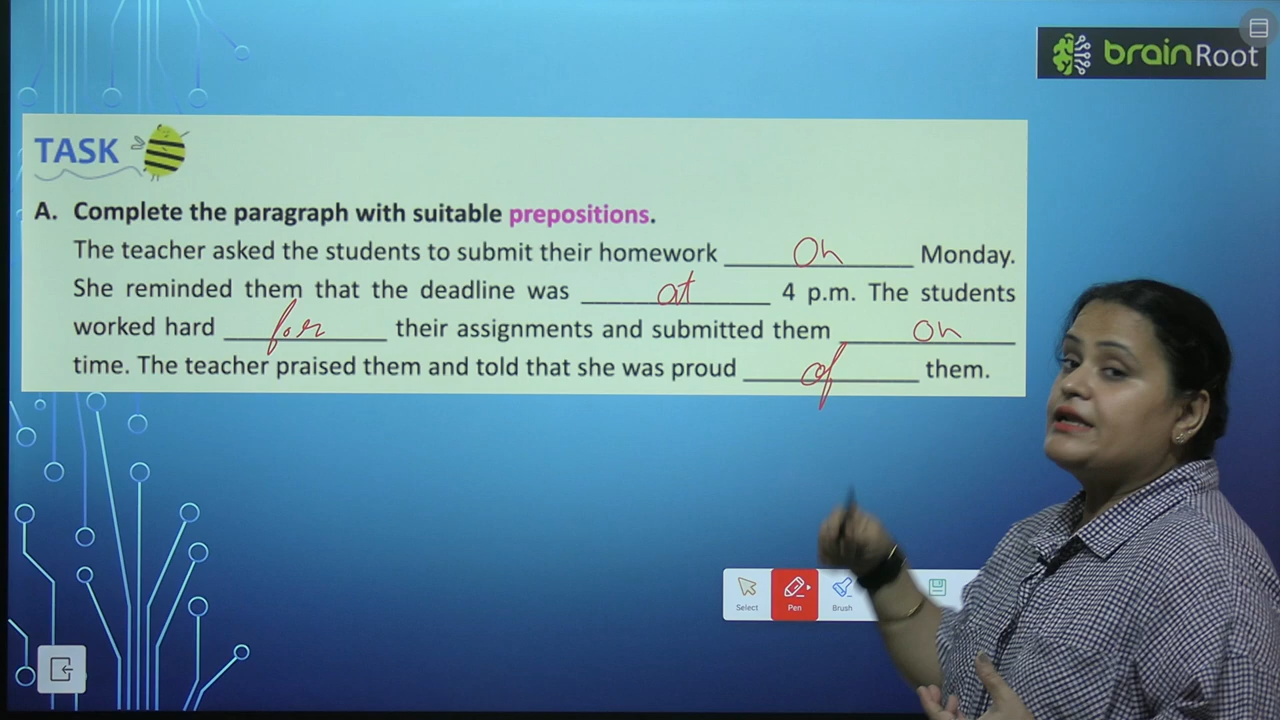 brainRoot
TASK
A. Complete the paragraph with suitable prepositions.
The teacher asked the students to submit their homework on Monday.
She reminded them that the deadline was at 4 p.m. The students
worked hard for their assignments and submitted them on
time. The teacher praised them and told that she was proud of them.
Select Pen Brush